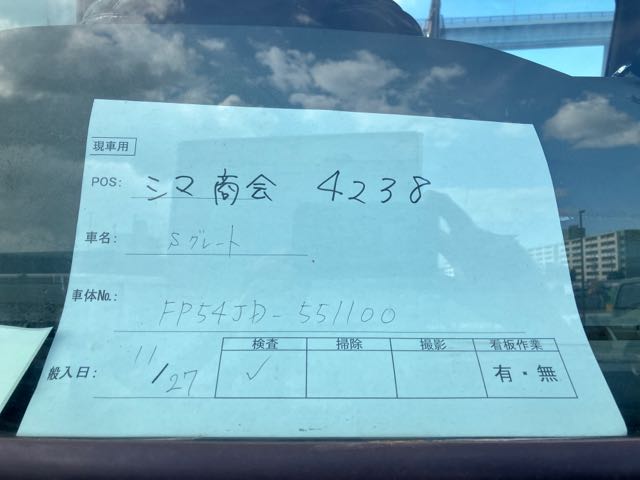 現車用
POS: シマ商会 4238
車名: Sグレート
車体No.: FP54JD-551100
搬入日: 11/27
検査 掃除 撮影 看板作業
✓ 有・無